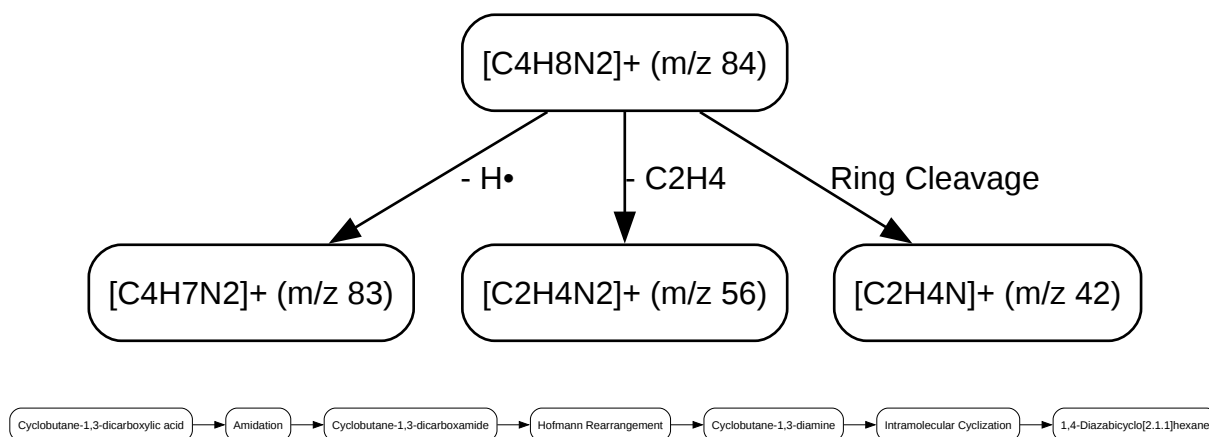 [C4H8N2]+ (m/z 84)
- H•
- C2H4
Ring Cleavage
[C4H7N2]+ (m/z 83)
[C2H4N2]+ (m/z 56)
[C2H4N]+ (m/z 42)
Cyclobutane-1,3-dicarboxylic acid
Amidation
Cyclobutane-1,3-dicarboxamide
Hofmann Rearrangement
Cyclobutane-1,3-diamine
Intramolecular Cyclization
1,4-Diazabicyclo[2.1.1]hexane